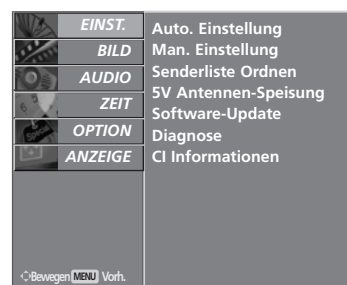 EINST.
BILD
AUDIO
ZEIT
OPTION
ANZEIGE
Auto. Einstellung
Man. Einstellung
Senderliste Ordnen
5V Antennen-Speisung
Software-Update
Diagnose
CI Informationen
Bewegen MENU Vorh.